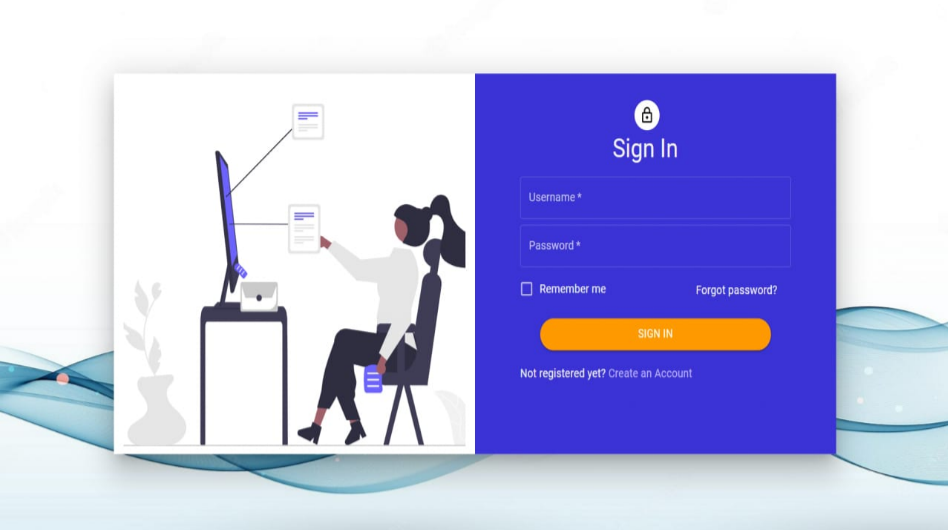 Sign In
Username *
Password *
Remember me
Forgot password?
SIGN IN
Not registered yet? Create an Account